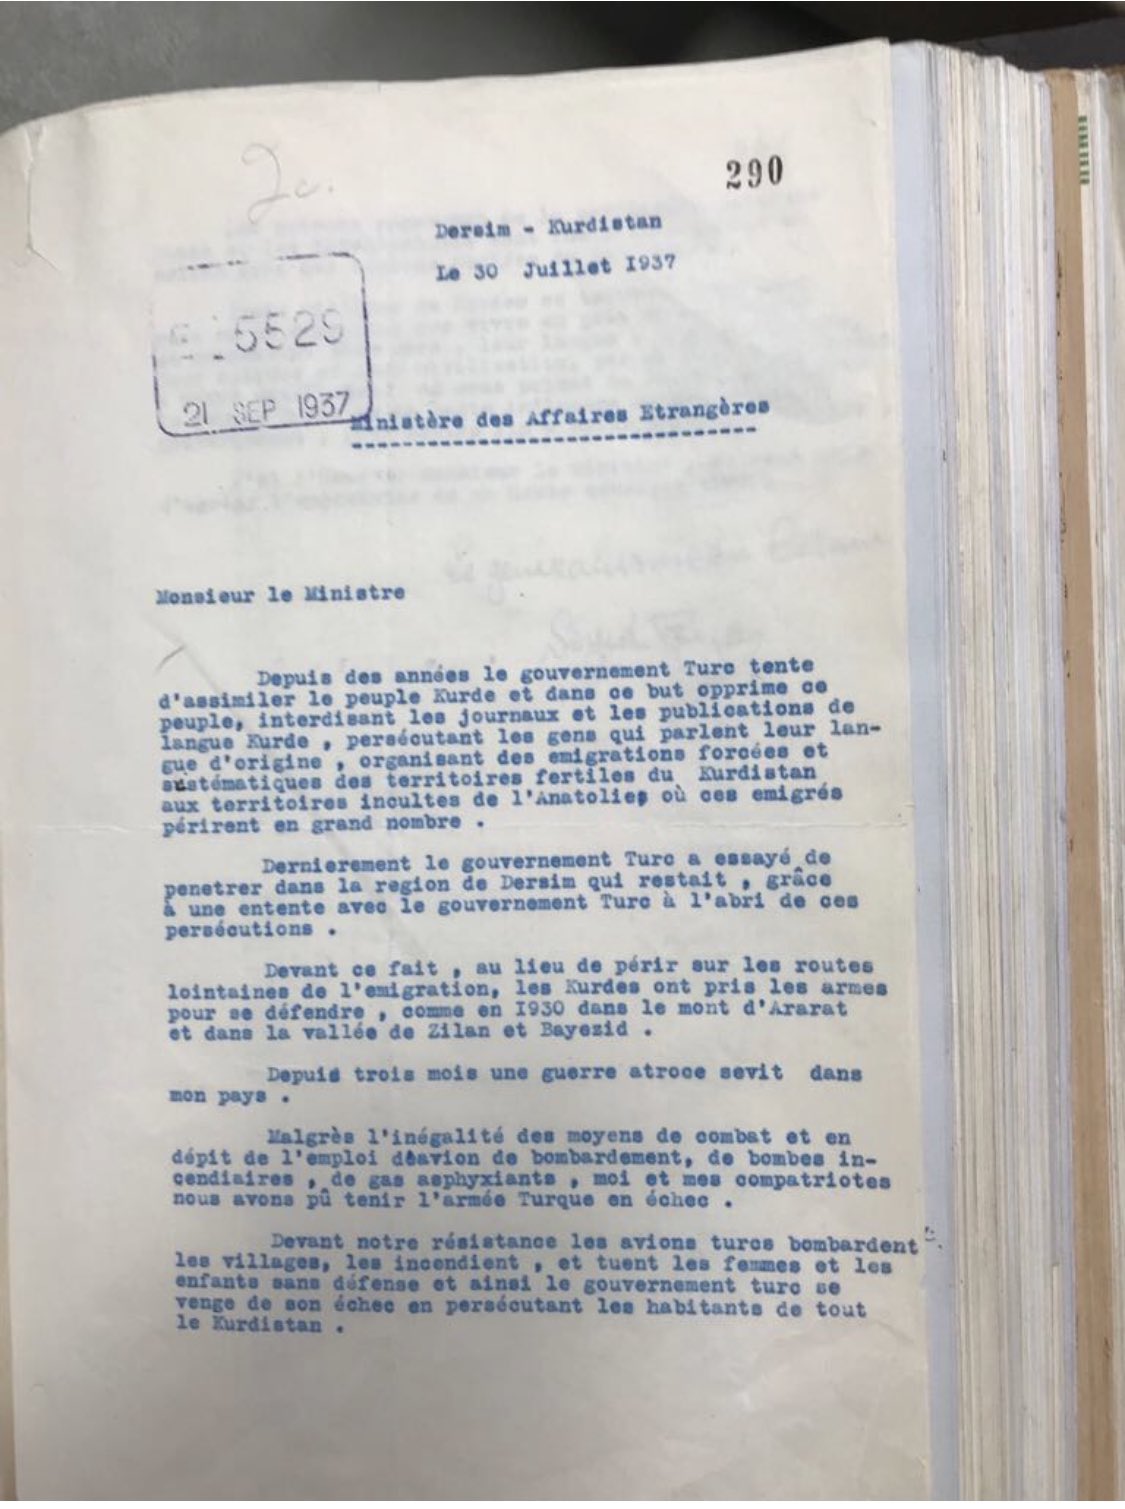 290
Dersim - Kurdistan
Le 30 Juillet 1937
5529
21 SEP 1937
Ministère des Affaires Etrangères
Monsieur le Ministre
Depuis des années le gouvernement Turc tente
d'assimiler le peuple Kurde et dans ce but opprime ce
peuple, interdisant les journaux et les publications de
langue Kurde , persécutant les gens qui parlent leur lan-
gue d'origine , organisant des emigrations forcées et
sustématiques des territoires fertiles du Kurdistan
aux territoires incultes de l'Anatolie, où ces emigrés
périrent en grand nombre .
Dernierement le gouvernement Turc a essayé de
penetrer dans la region de Dersim qui restait , grâce
à une entente avec le gouvernement Turc à l'abri de ces
persécutions .
Devant ce fait , au lieu de périr sur les routes
lointaines de l'emigration, les Kurdes ont pris les armes
pour se défendre , comme en I930 dans le mont d'Ararat
et dans la vallée de Zilan et Bayezid .
Depuis trois mois une guerre atroce sevit dans
mon pays .
Malgrès l'inégalité des moyens de combat et en
dépit de l'emploi d'avion de bombardement, de bombes in-
cendiaires , de gas asphyxiants , moi et mes compatriotes
nous avons pû tenir l'armée Turque en échec .
Devant notre résistance les avions turcs bombardent
les villages, les incendient , et tuent les femmes et les
enfants sans défense et ainsi le gouvernement turc se
venge de son échec en persécutant les habitants de tout
le Kurdistan .